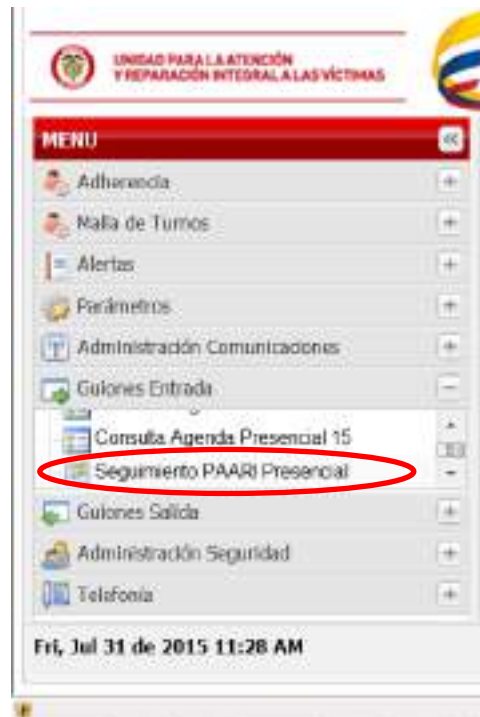 UNIDAD PARA LA ATENCIÓN
Y REPARACIÓN INTEGRAL A LAS VÍCTIMAS
MENU
Adherencia
Malla de Turnos
Alertas
Parámetros
Administración Comunicaciones
Guiones Entrada
Consulta Agenda Presencial 15
Seguimiento PAARI Presencial
Guiones Salida
Administración Seguridad
Telefonía
Fri, Jul 31 de 2015 11:28 AM